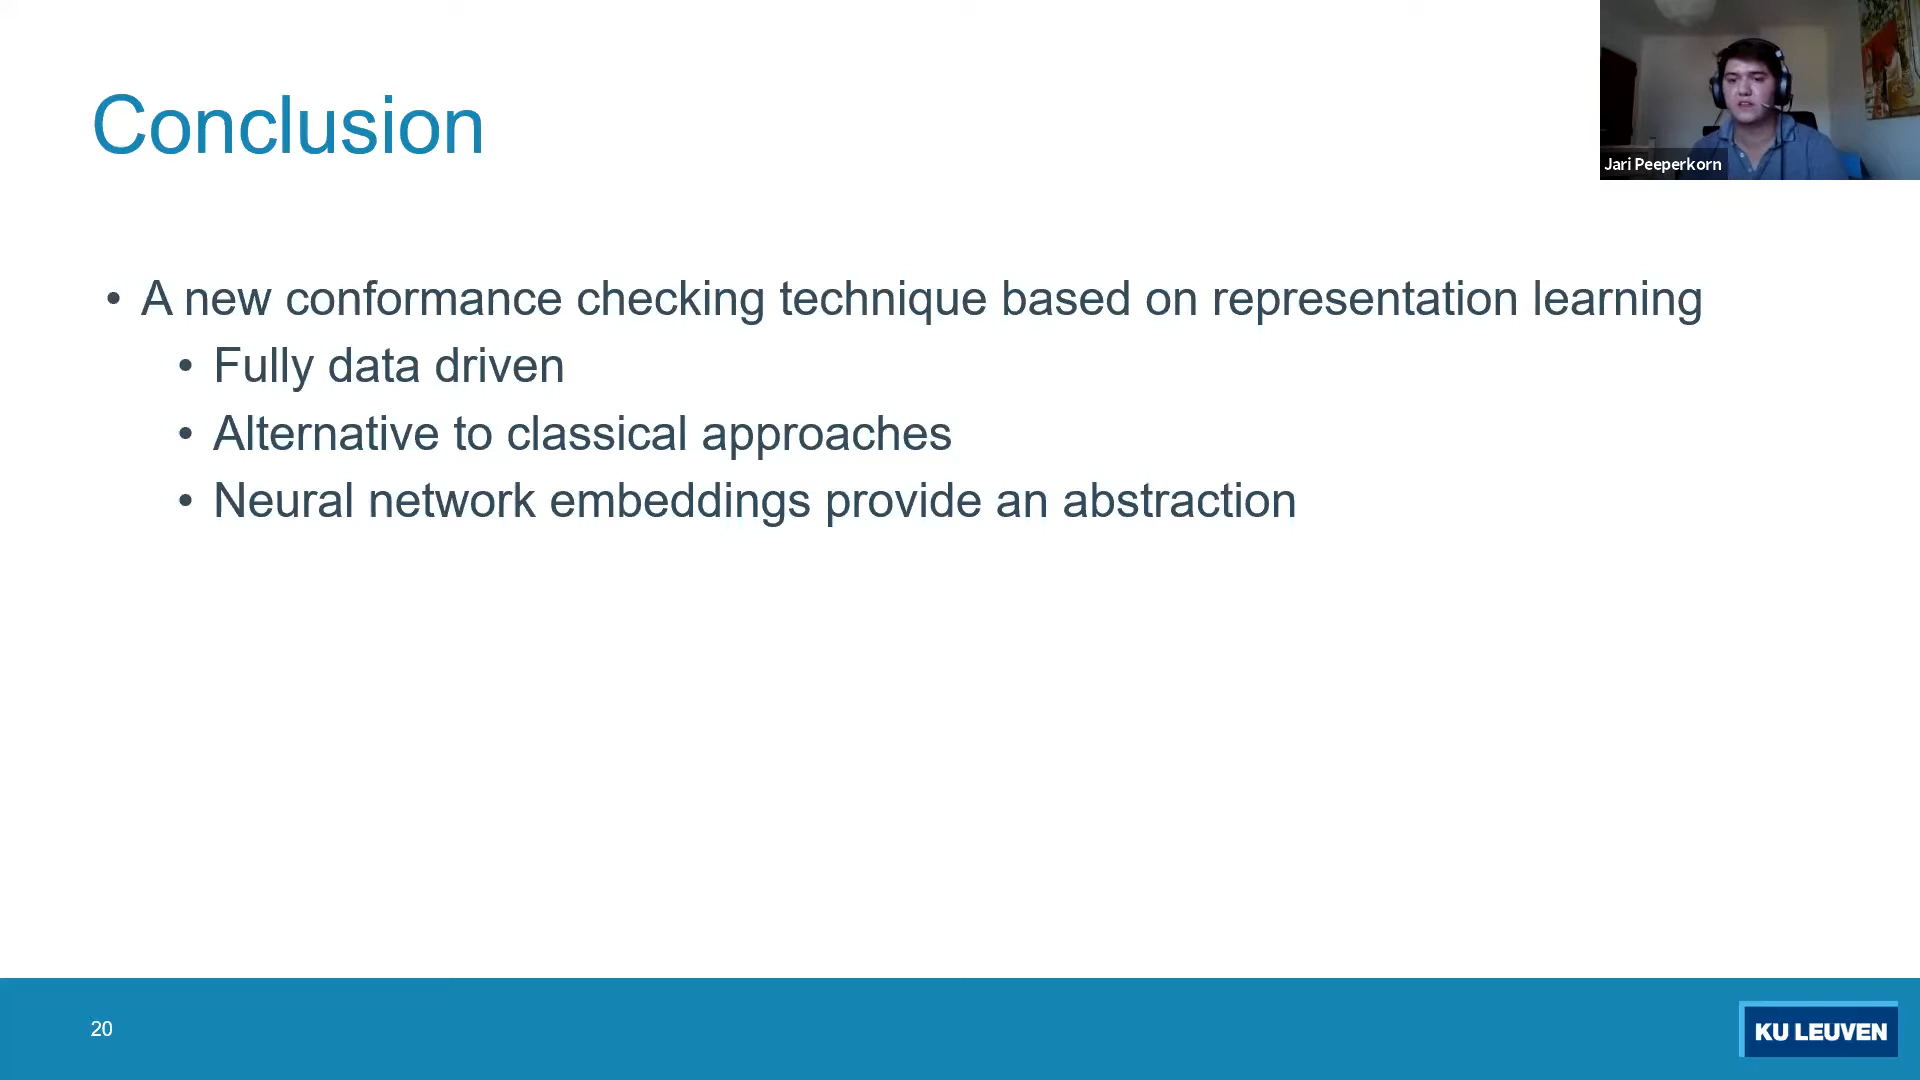 Conclusion
Jari Peeperkorn
• A new conformance checking technique based on representation learning
• Fully data driven
• Alternative to classical approaches
• Neural network embeddings provide an abstraction
20
KU LEUVEN